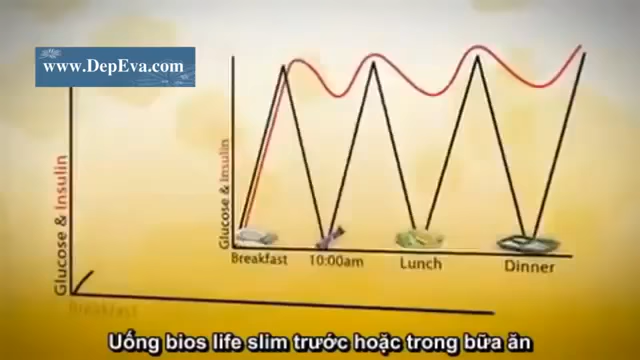 www.DepEva.com
Glucose & Insulin
Breakfast
10:00am
Lunch
Dinner
Glucose & Insulin
Breakfast
Uống bios life slim trước hoặc trong bữa ăn